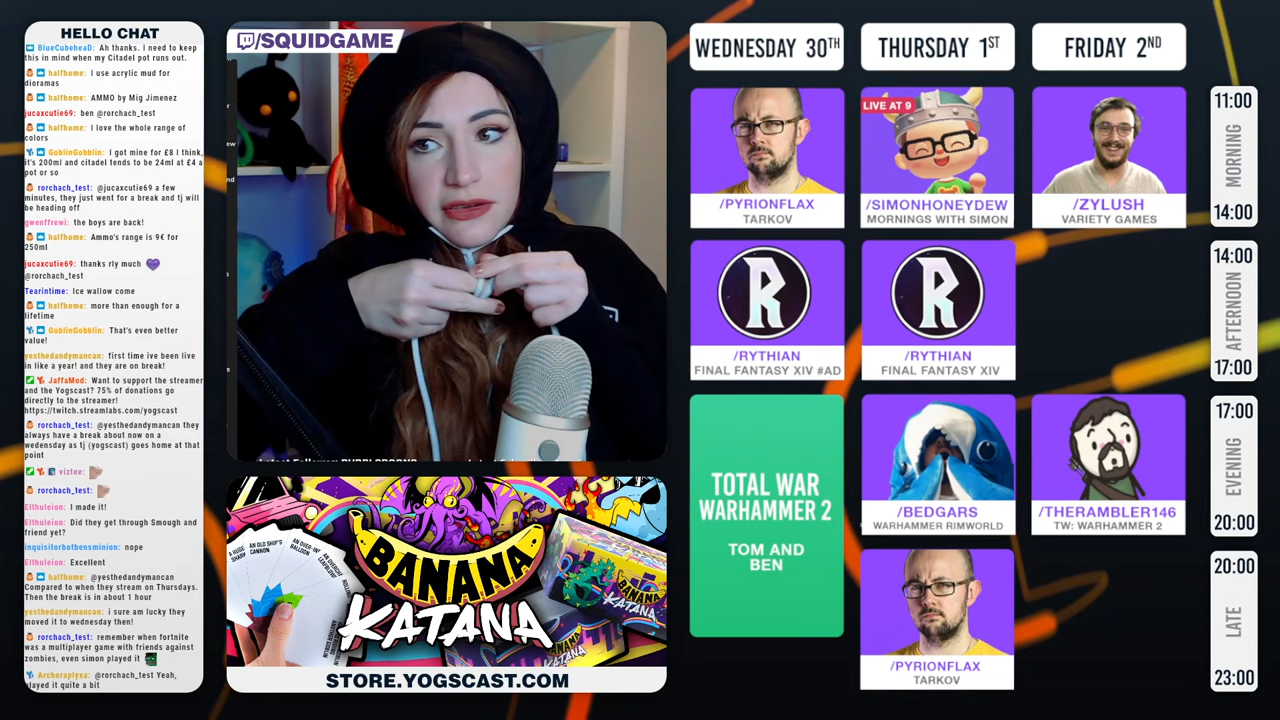 HELLO CHAT
BlueCubeheaD: Ah thanks. I need to keep
this in mind when my Citadel pot runs out.
halfhome: I use acrylic mud for
dioramas
halfhome: AMMO by Mig Jimenez
jucaxcutie69: ben @rorchach_test
halfhome: I love the whole range of
colors
GoblinGobblin: I got mine for £8 I think,
it's 200ml and citadel tends to be 24ml at £4 a
pot or so
rorchach_test: @jucaxcutie69 a few
minutes, they just went for a break and tj will
be heading off
gwenffrewi: the boys are back!
halfhome: Ammo's range is 9€ for
250ml
jucaxcutie69: thanks rly much
@rorchach_test
Tearintime: Ice wallow come
halfhome: more than enough for a
lifetime
GoblinGobblin: That's even better
value!
yesthedandymancan: first time ive been live
in like a year! and they are on break!
JaffaMod: Want to support the streamer
and the Yogscast? 75% of donations go
directly to the streamer!
https://twitch.streamlabs.com/yogscast
rorchach_test: @yesthedandymancan they
always have a break about now on a
wedensday as tj (yogscast) goes home at that
point
viztee:
rorchach_test:
Elthuleion: I made it!
Elthuleion: Did they get through Smough and
friend yet?
inquisitorbotbensminion: nope
Elthuleion: Excellent
halfhome: @yesthedandymancan
Compared to when they stream on Thursdays.
Then the break is in about 1 hour
yesthedandymancan: i sure am lucky they
moved it to wednesday then!
rorchach_test: remember when fortnite
was a multiplayer game with friends against
zombies, even simon played it
Archeraplyxa: @rorchach_test Yeah,
played it quite a bit
/SQUIDGAME
A HUGE
AN OLD SHIP'S
CANNON
BALLOON
BANANA
KATANA
BANANA
KATANA
STORE.YOGSCAST.COM
WEDNESDAY 30TH
THURSDAY 1ST
FRIDAY 2ND
/PYRIONFLAX
TARKOV
LIVE AT 9
/SIMONHONEYDEW
MORNINGS WITH SIMON
/ZYLUSH
VARIETY GAMES
11:00
MORNING
14:00
R
/RYTHIAN
FINAL FANTASY XIV #AD
R
/RYTHIAN
FINAL FANTASY XIV
14:00
AFTERNOON
17:00
TOTAL WAR
WARHAMMER 2
TOM AND
BEN
/BEDGARS
WARHAMMER RIMWORLD
/THERAMBLER146
TW: WARHAMMER 2
17:00
EVENING
20:00
/PYRIONFLAX
TARKOV
20:00
LATE
23:00